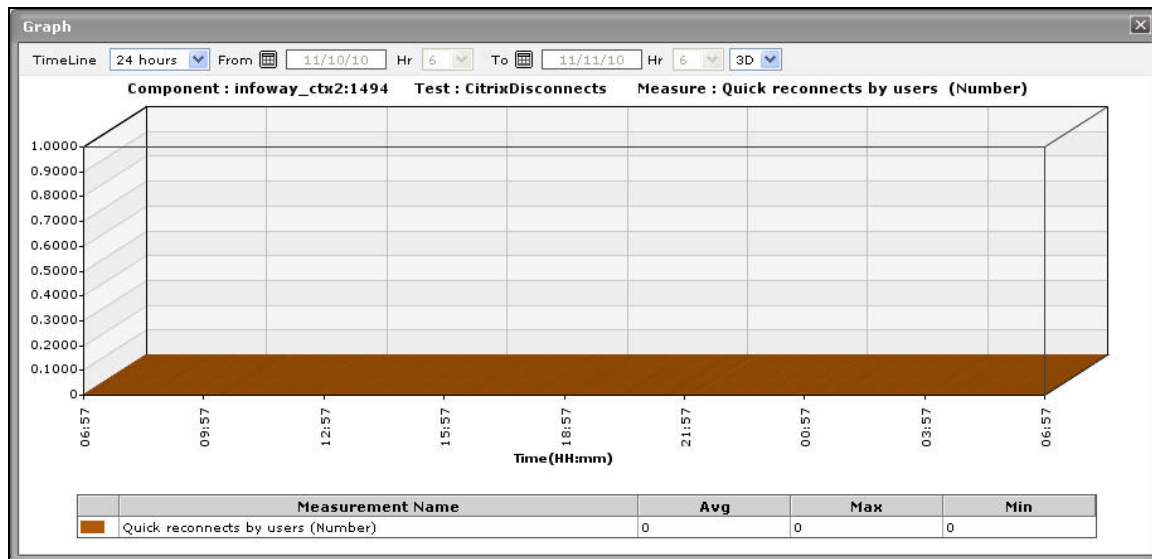 Graph
TimeLine 24 hours From 11/10/10 Hr 6 To 11/11/10 Hr 6 3D
Component : infoway_ctx2:1494 Test : CitrixDisconnects Measure : Quick reconnects by users (Number)
1.0000
0.9000
0.8000
0.7000
0.6000
0.5000
0.4000
0.3000
0.2000
0.1000
0
06:57 09:57 12:57 15:57 18:57 21:57 00:57 03:57 06:57
Time(HH:mm)
Measurement Name Avg Max Min
Quick reconnects by users (Number) 0 0 0